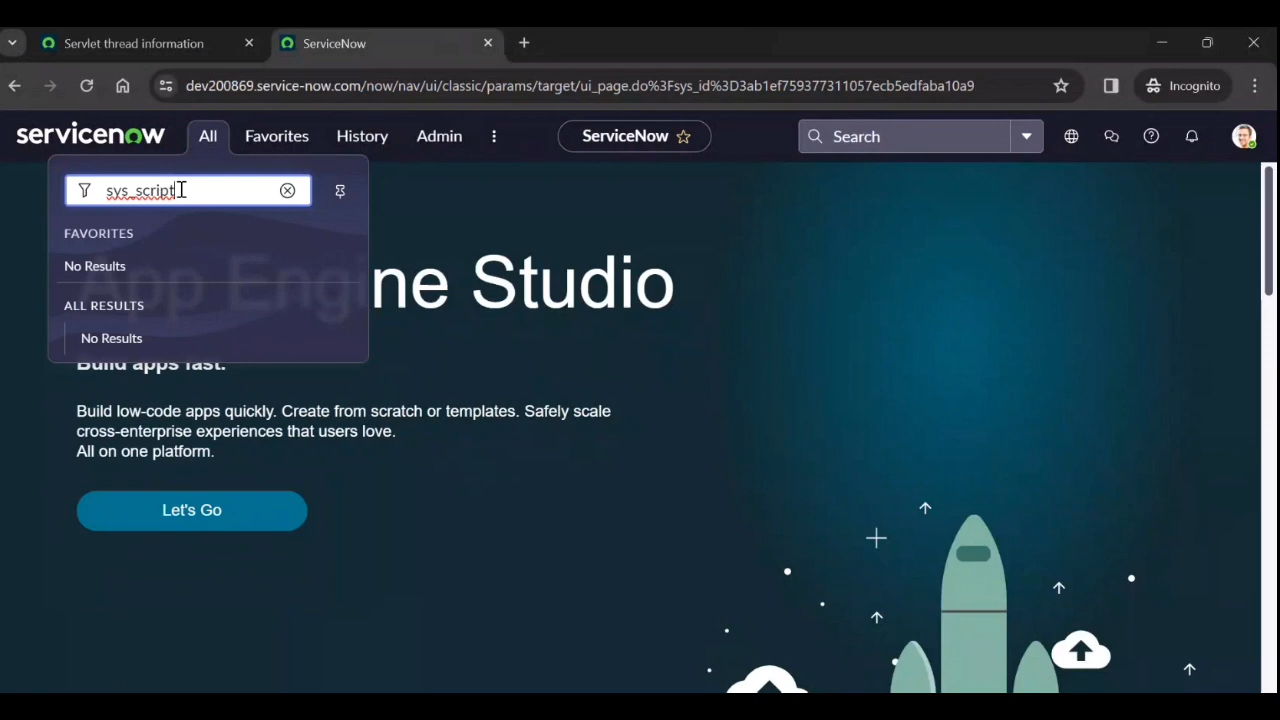 Servlet thread information
ServiceNow
dev200869.service-now.com/now/nav/ui/classic/params/target/ui_page.do%3Fsys_id%3D3ab1ef759377311057ecb5edfaba10a9
Incognito
servicenow
All
Favorites
History
Admin
ServiceNow
Search
sys_script
FAVORITES
No Results
App Engine Studio
ALL RESULTS
No Results
Build apps fast.
Build low-code apps quickly. Create from scratch or templates. Safely scale
cross-enterprise experiences that users love.
All on one platform.
Let's Go